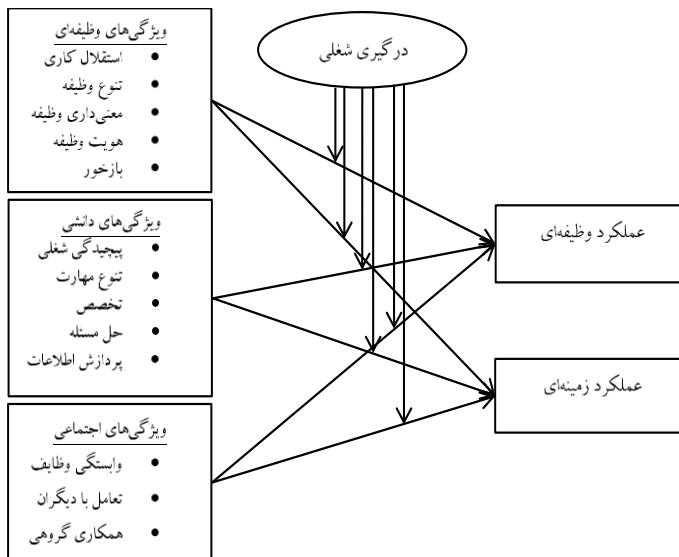 ویژگی‌های وظیفه‌ای
استقلال کاری
تنوع وظیفه
معنی‌داری وظیفه
هویت وظیفه
بازخور
درگیری شغلی
ویژگی‌های دانشی
پیچیدگی شغلی
تنوع مهارت
تخصص
حل مسئله
پردازش اطلاعات
ویژگی‌های اجتماعی
وابستگی وظایف
تعامل با دیگران
همکاری گروهی
عملکرد وظیفه‌ای
عملکرد زمینه‌ای